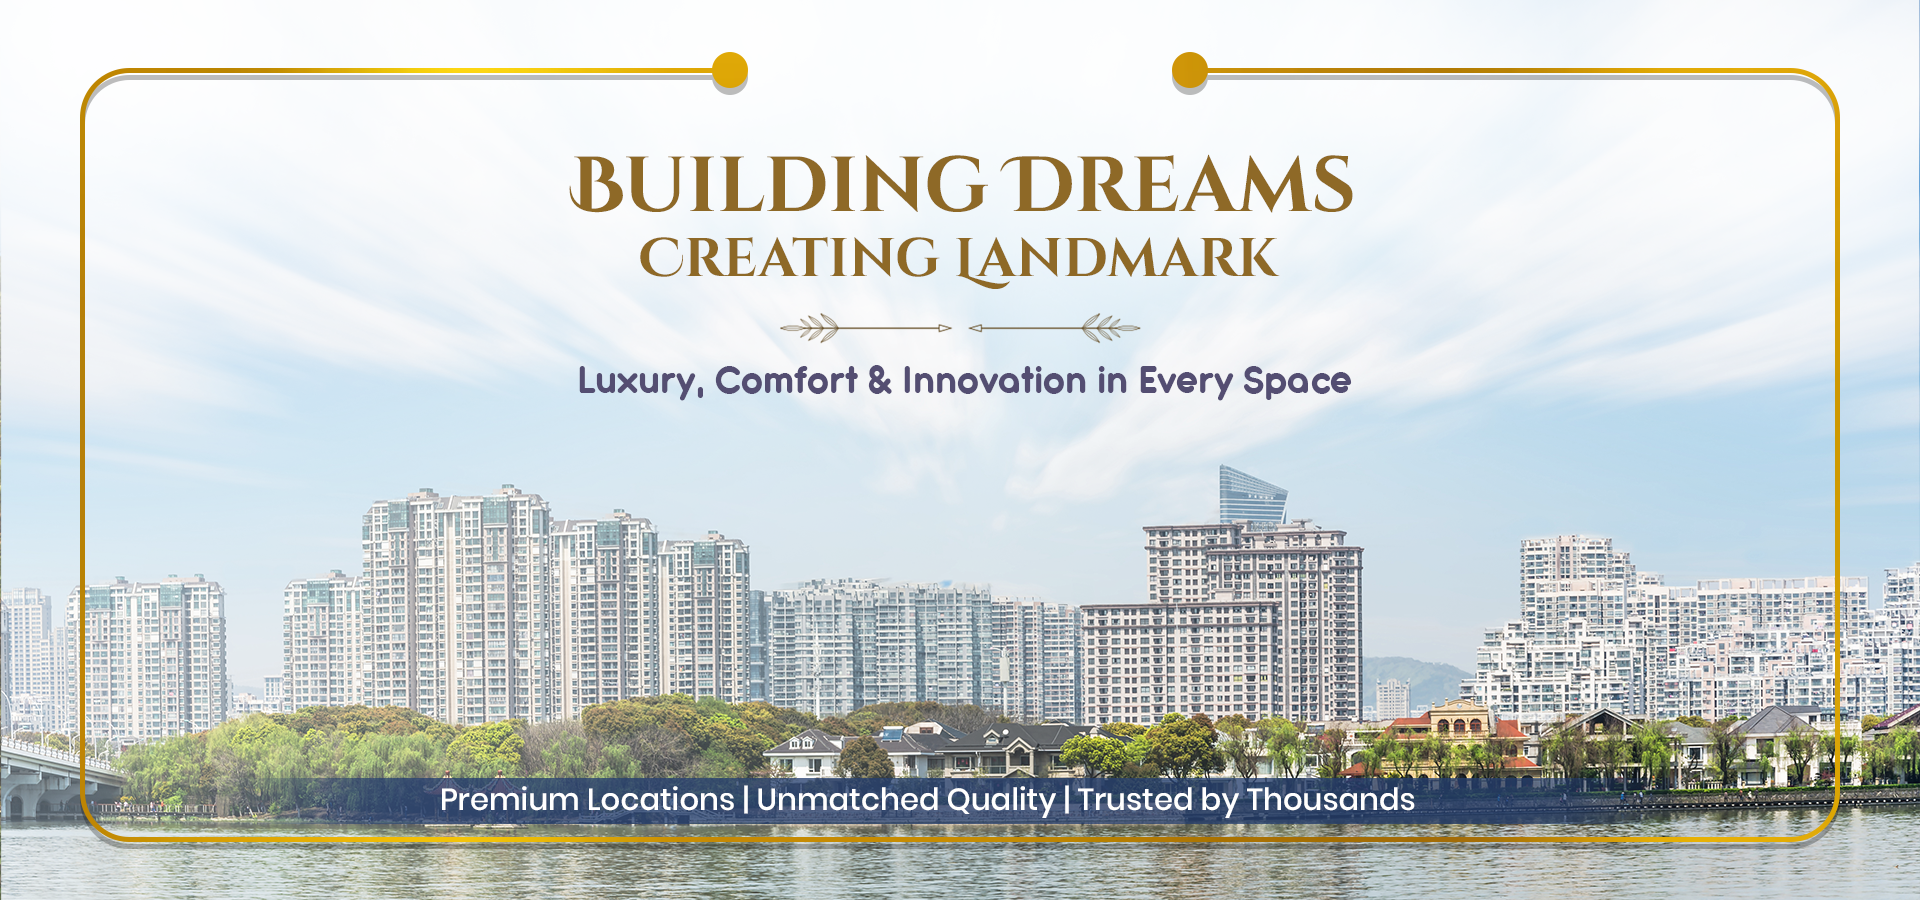 Building Dreams
Creating Landmark
Luxury, Comfort & Innovation in Every Space
Premium Locations | Unmatched Quality | Trusted by Thousands